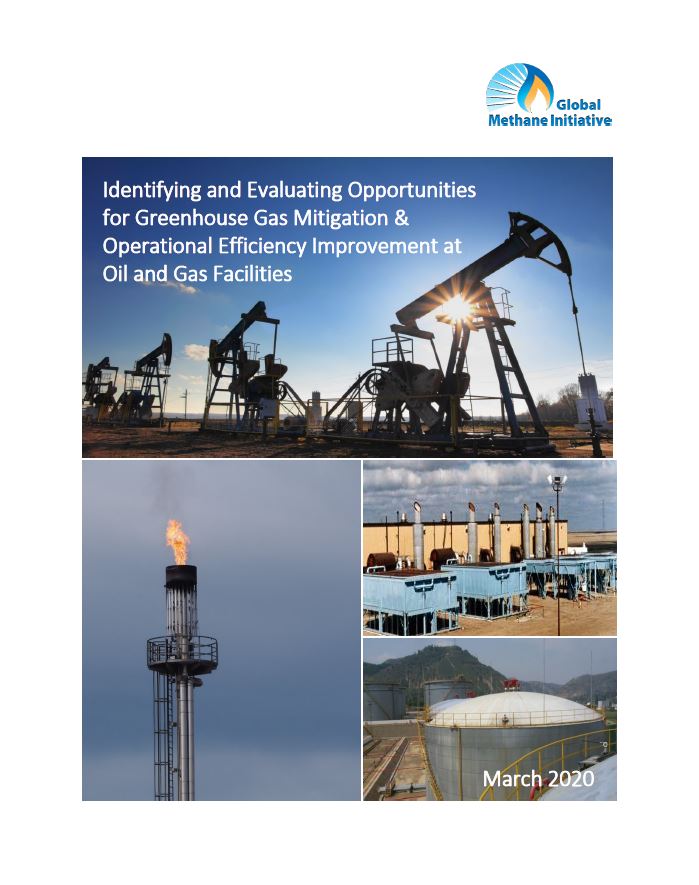 Global
Methane Initiative
Identifying and Evaluating Opportunities
for Greenhouse Gas Mitigation &
Operational Efficiency Improvement at
Oil and Gas Facilities
March 2020